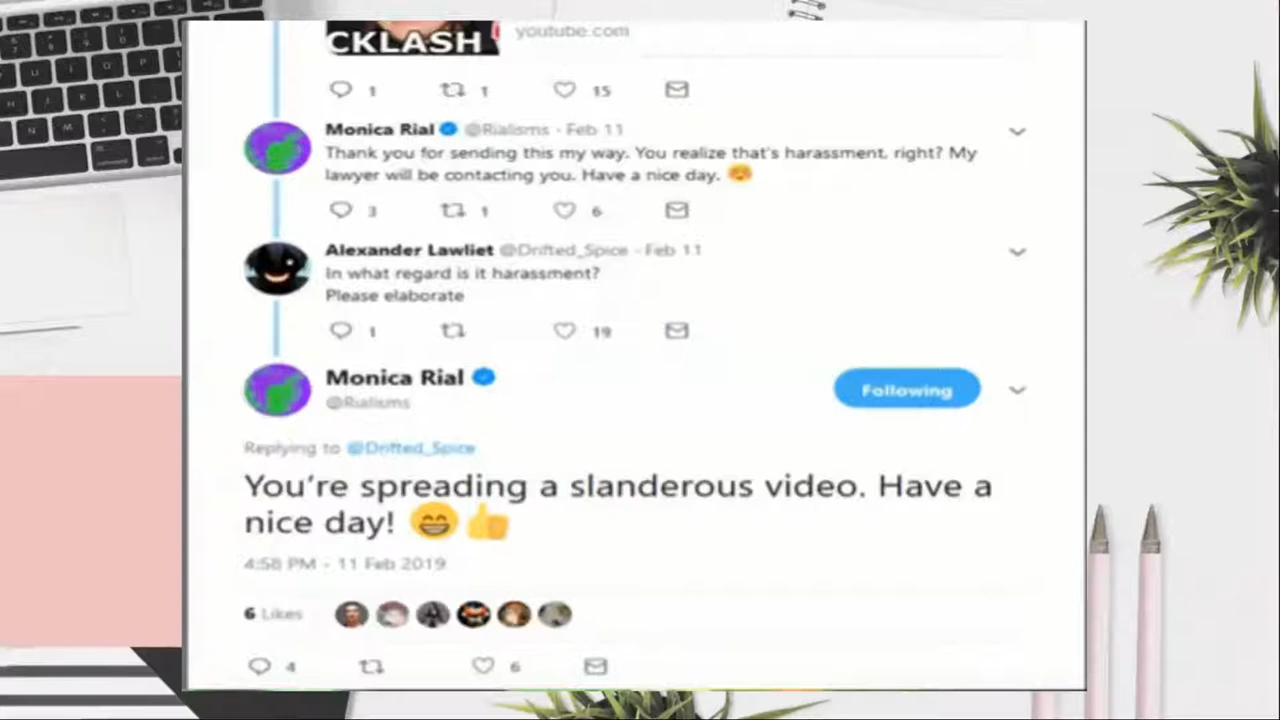 CKLASH youtube.com
1 1 15
Monica Rial @Rialisms · Feb 11
Thank you for sending this my way. You realize that's harassment, right? My
lawyer will be contacting you. Have a nice day.
3 1 6
Alexander Lawliet @Drifted_Spice · Feb 11
In what regard is it harassment?
Please elaborate
1 19
Monica Rial
@Rialisms
Following
Replying to @Drifted_Spice
You're spreading a slanderous video. Have a
nice day! 😄👍
4:58 PM - 11 Feb 2019
6 Likes
4 6